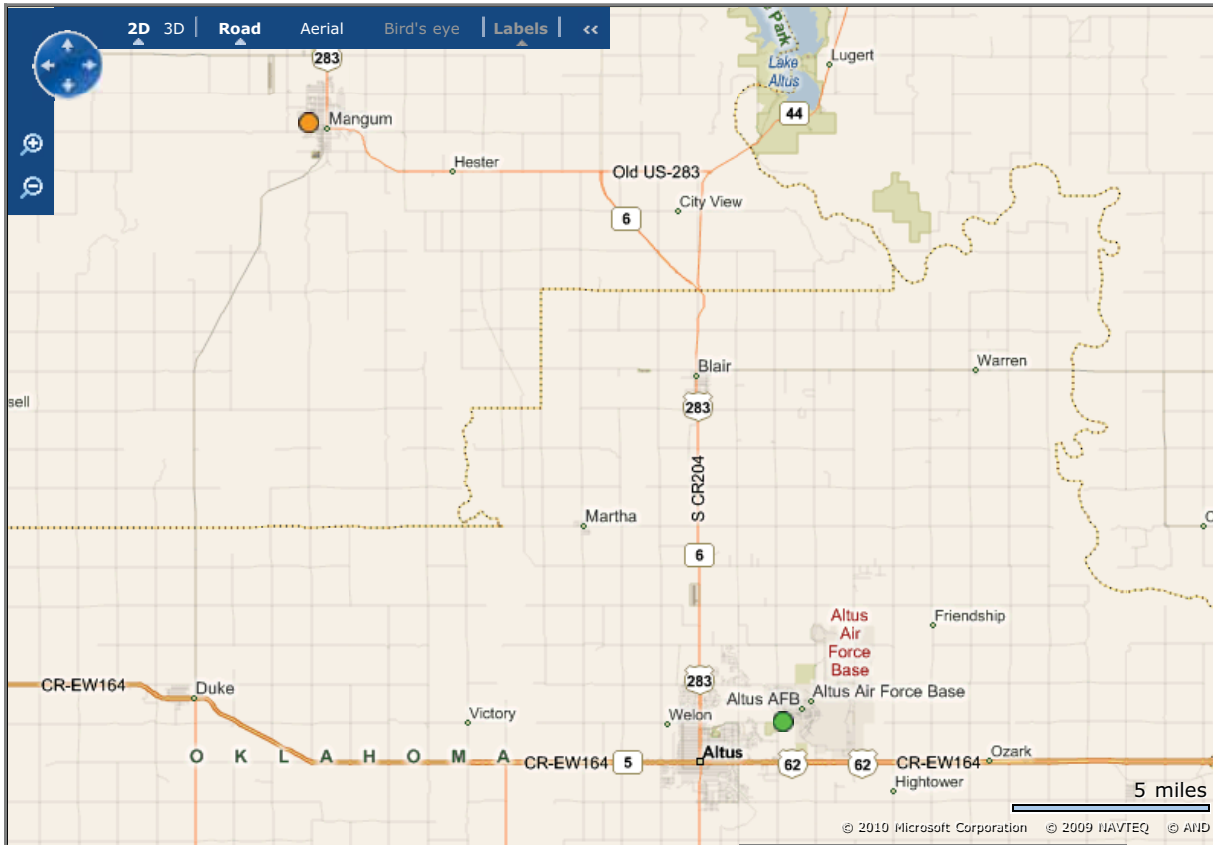 2D 3D Road Aerial Bird's eye Labels <<
283
Park
Lake
Altus
Lugert
44
Mangum
Hester
Old US-283
City View
6
Blair
Warren
283
sell
S CR204
Martha
6
Altus
Air
Force
Base
Friendship
283
CR-EW164
Duke
Altus AFB
Altus Air Force Base
Victory
Welon
OKLAHOMA
CR-EW164
5
Altus
62
62
CR-EW164
Ozark
Hightower
5 miles
© 2010 Microsoft Corporation © 2009 NAVTEQ © AND